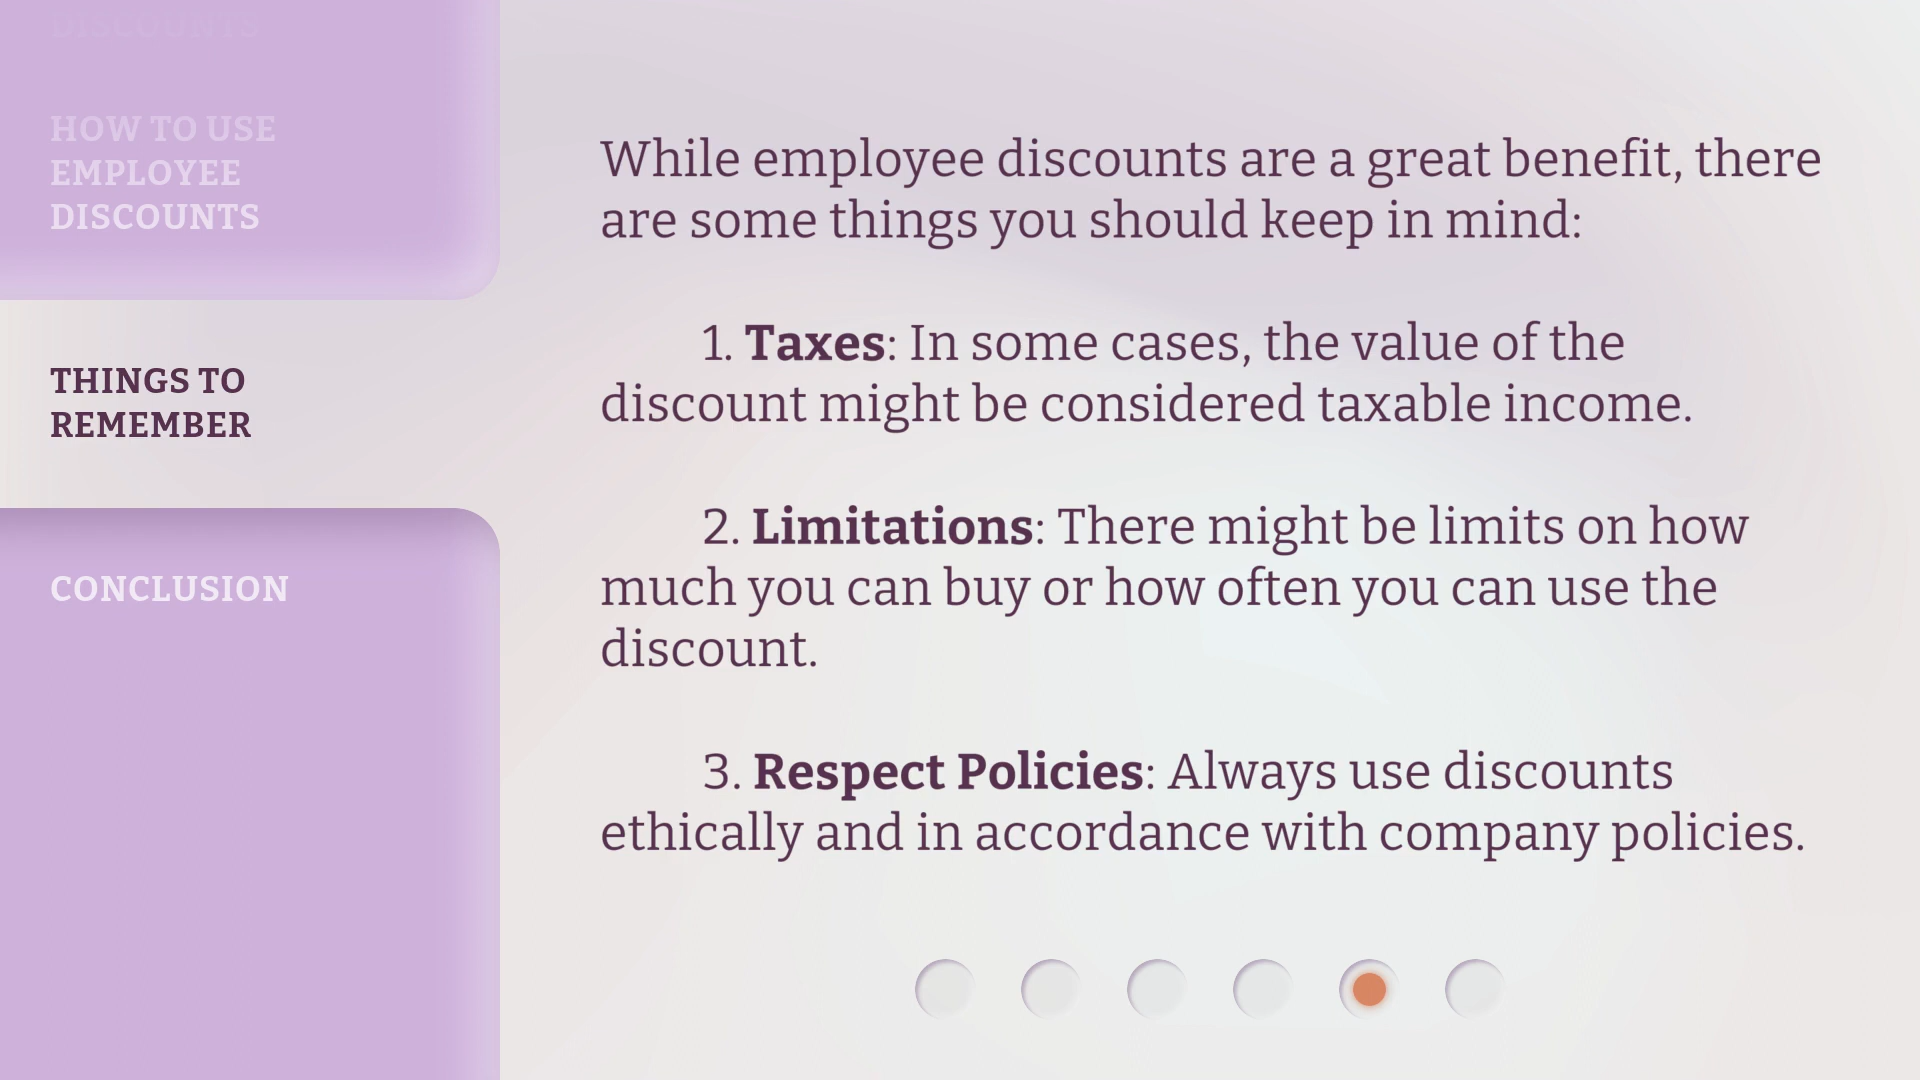 DISCOUNTS
HOW TO USE
EMPLOYEE
DISCOUNTS
THINGS TO
REMEMBER
CONCLUSION
While employee discounts are a great benefit, there
are some things you should keep in mind:
1. Taxes: In some cases, the value of the
discount might be considered taxable income.
2. Limitations: There might be limits on how
much you can buy or how often you can use the
discount.
3. Respect Policies: Always use discounts
ethically and in accordance with company policies.